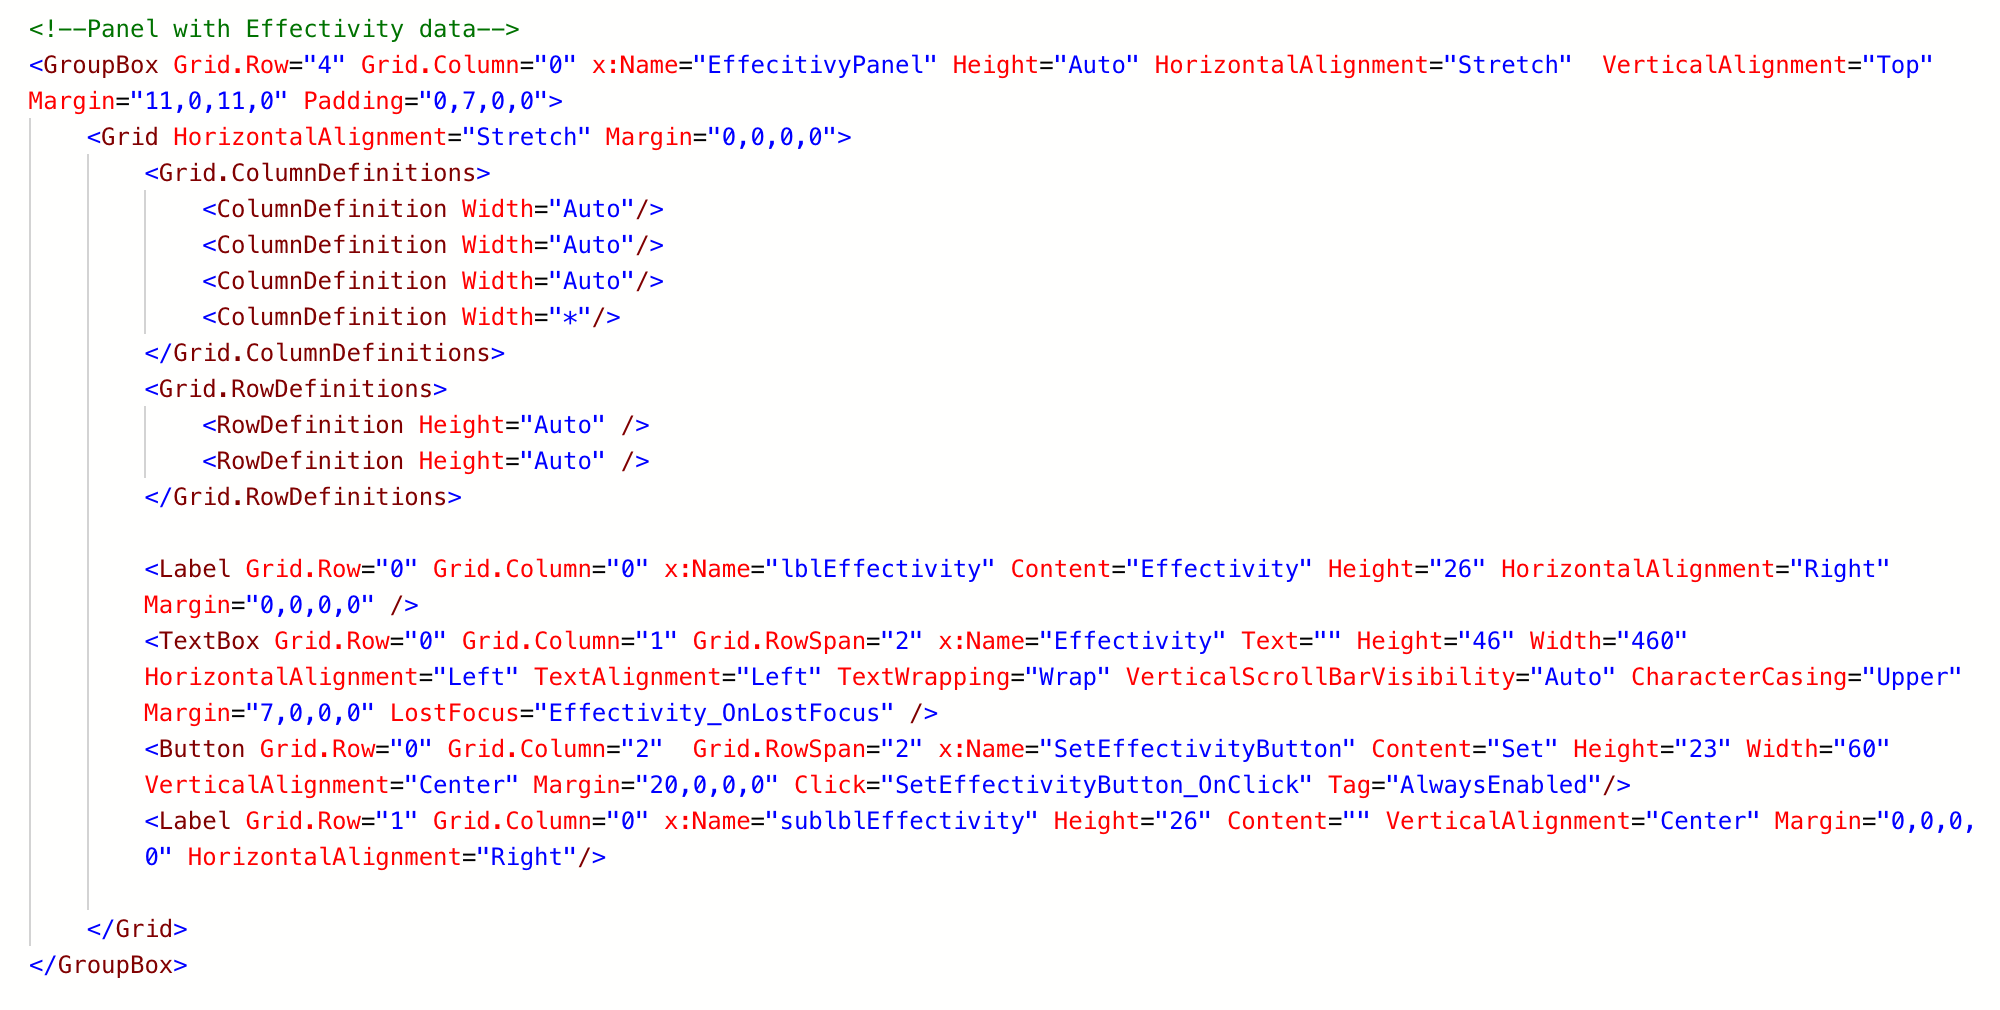 <!--Panel with Effectivity data-->
<GroupBox Grid.Row="4" Grid.Column="0" x:Name="EffecitivyPanel" Height="Auto" HorizontalAlignment="Stretch"  VerticalAlignment="Top"
Margin="11,0,11,0" Padding="0,7,0,0">
    <Grid HorizontalAlignment="Stretch" Margin="0,0,0,0">
        <Grid.ColumnDefinitions>
            <ColumnDefinition Width="Auto"/>
            <ColumnDefinition Width="Auto"/>
            <ColumnDefinition Width="Auto"/>
            <ColumnDefinition Width="*"/>
        </Grid.ColumnDefinitions>
        <Grid.RowDefinitions>
            <RowDefinition Height="Auto" />
            <RowDefinition Height="Auto" />
        </Grid.RowDefinitions>

        <Label Grid.Row="0" Grid.Column="0" x:Name="lblEffectivity" Content="Effectivity" Height="26" HorizontalAlignment="Right"
        Margin="0,0,0,0" />
        <TextBox Grid.Row="0" Grid.Column="1" Grid.RowSpan="2" x:Name="Effectivity" Text="" Height="46" Width="460"
        HorizontalAlignment="Left" TextAlignment="Left" TextWrapping="Wrap" VerticalScrollBarVisibility="Auto" CharacterCasing="Upper"
        Margin="7,0,0,0" LostFocus="Effectivity_OnLostFocus" />
        <Button Grid.Row="0" Grid.Column="2"  Grid.RowSpan="2" x:Name="SetEffectivityButton" Content="Set" Height="23" Width="60"
        VerticalAlignment="Center" Margin="20,0,0,0" Click="SetEffectivityButton_OnClick" Tag="AlwaysEnabled"/>
        <Label Grid.Row="1" Grid.Column="0" x:Name="sublblEffectivity" Height="26" Content="" VerticalAlignment="Center" Margin="0,0,0,
        0" HorizontalAlignment="Right"/>

    </Grid>
</GroupBox>